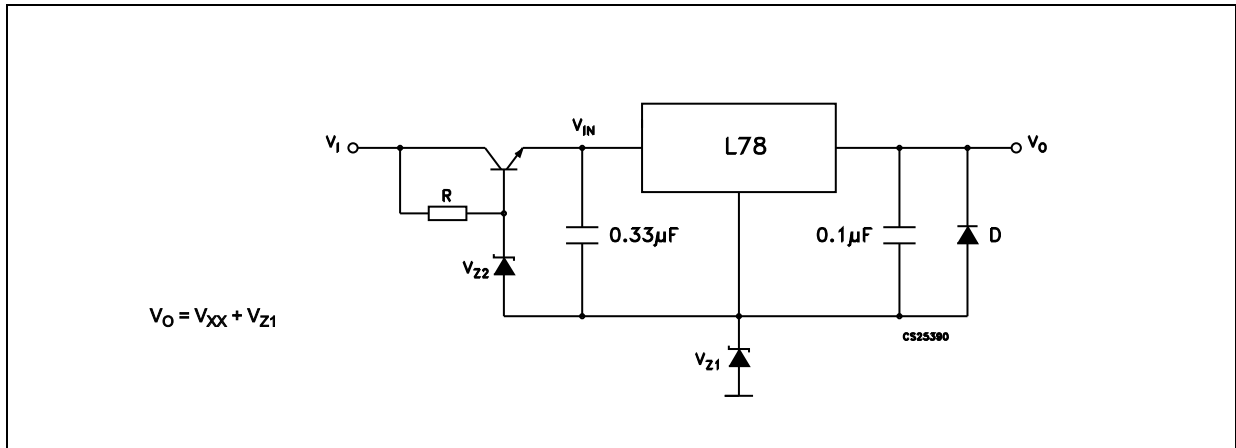 V_I
V_IN
L78
V_O
R
0.33µF
0.1µF
D
V_Z2
V_O = V_XX + V_Z1
CS25390
V_Z1